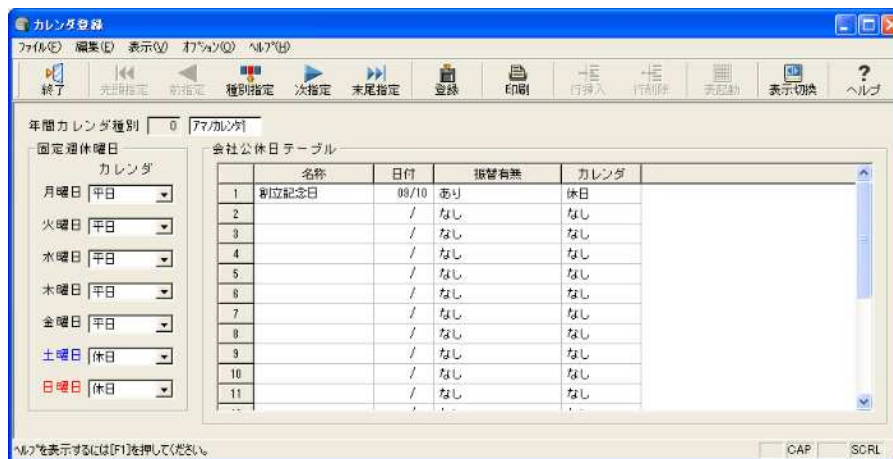 カレンダ登録
ファイル(F) 編集(E) 表示(V) オプション(O) ヘルプ(H)
終了 先頭指定 前指定 種別指定 次指定 末尾指定 登録 印刷 行挿入 行削除 表起動 表示切換 ヘルプ
年間カレンダ種別 0 アマノカレンダ
固定週休曜日 会社公休日テーブル
カレンダ
名称 日付 振替有無 カレンダ
月曜日 平日
火曜日 平日
水曜日 平日
木曜日 平日
金曜日 平日
土曜日 休日
日曜日 休日
1 創立記念日 09/10 あり 休日
2 / なし なし
3 / なし なし
4 / なし なし
5 / なし なし
6 / なし なし
7 / なし なし
8 / なし なし
9 / なし なし
10 / なし なし
11 / なし なし
ヘルプを表示するには[F1]を押してください。 CAP SCRL